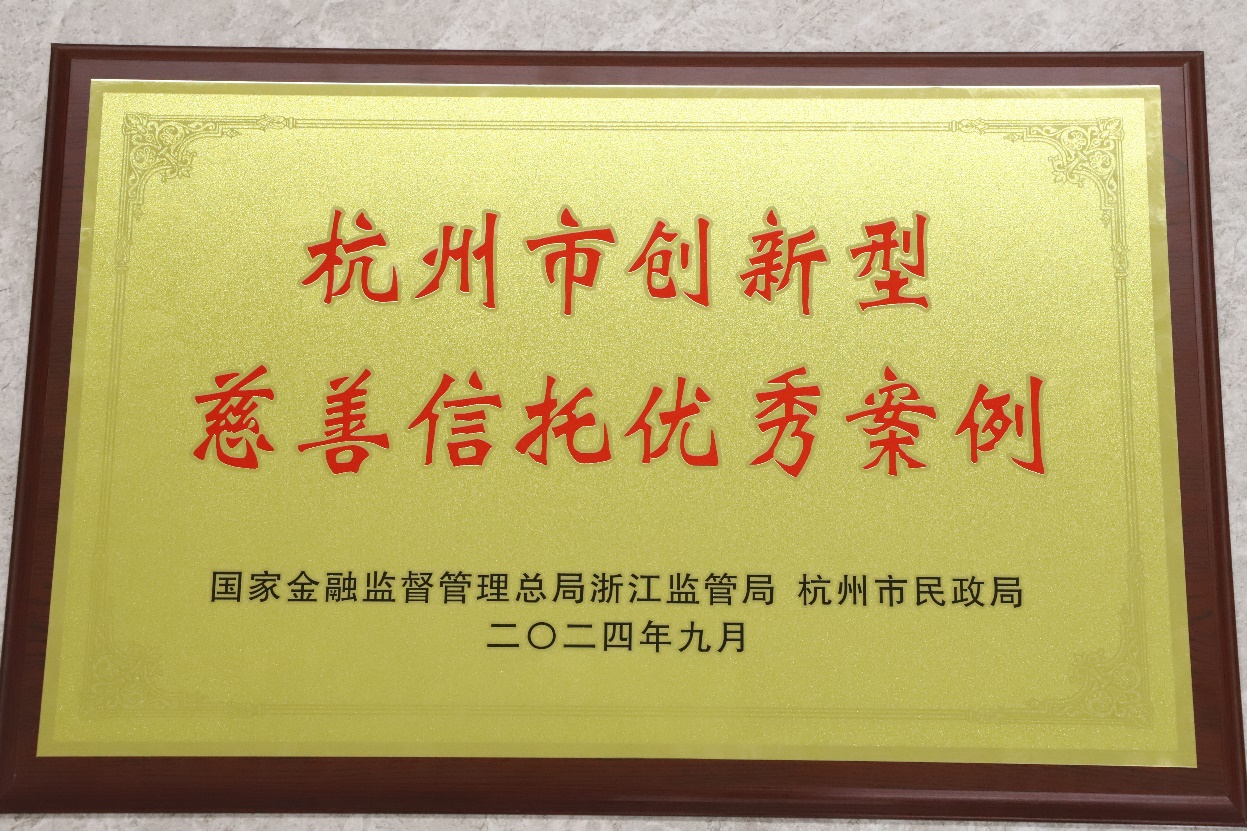 杭州市创新型
慈善信托优秀案例
国家金融监督管理总局浙江监管局 杭州市民政局
二〇二四年九月